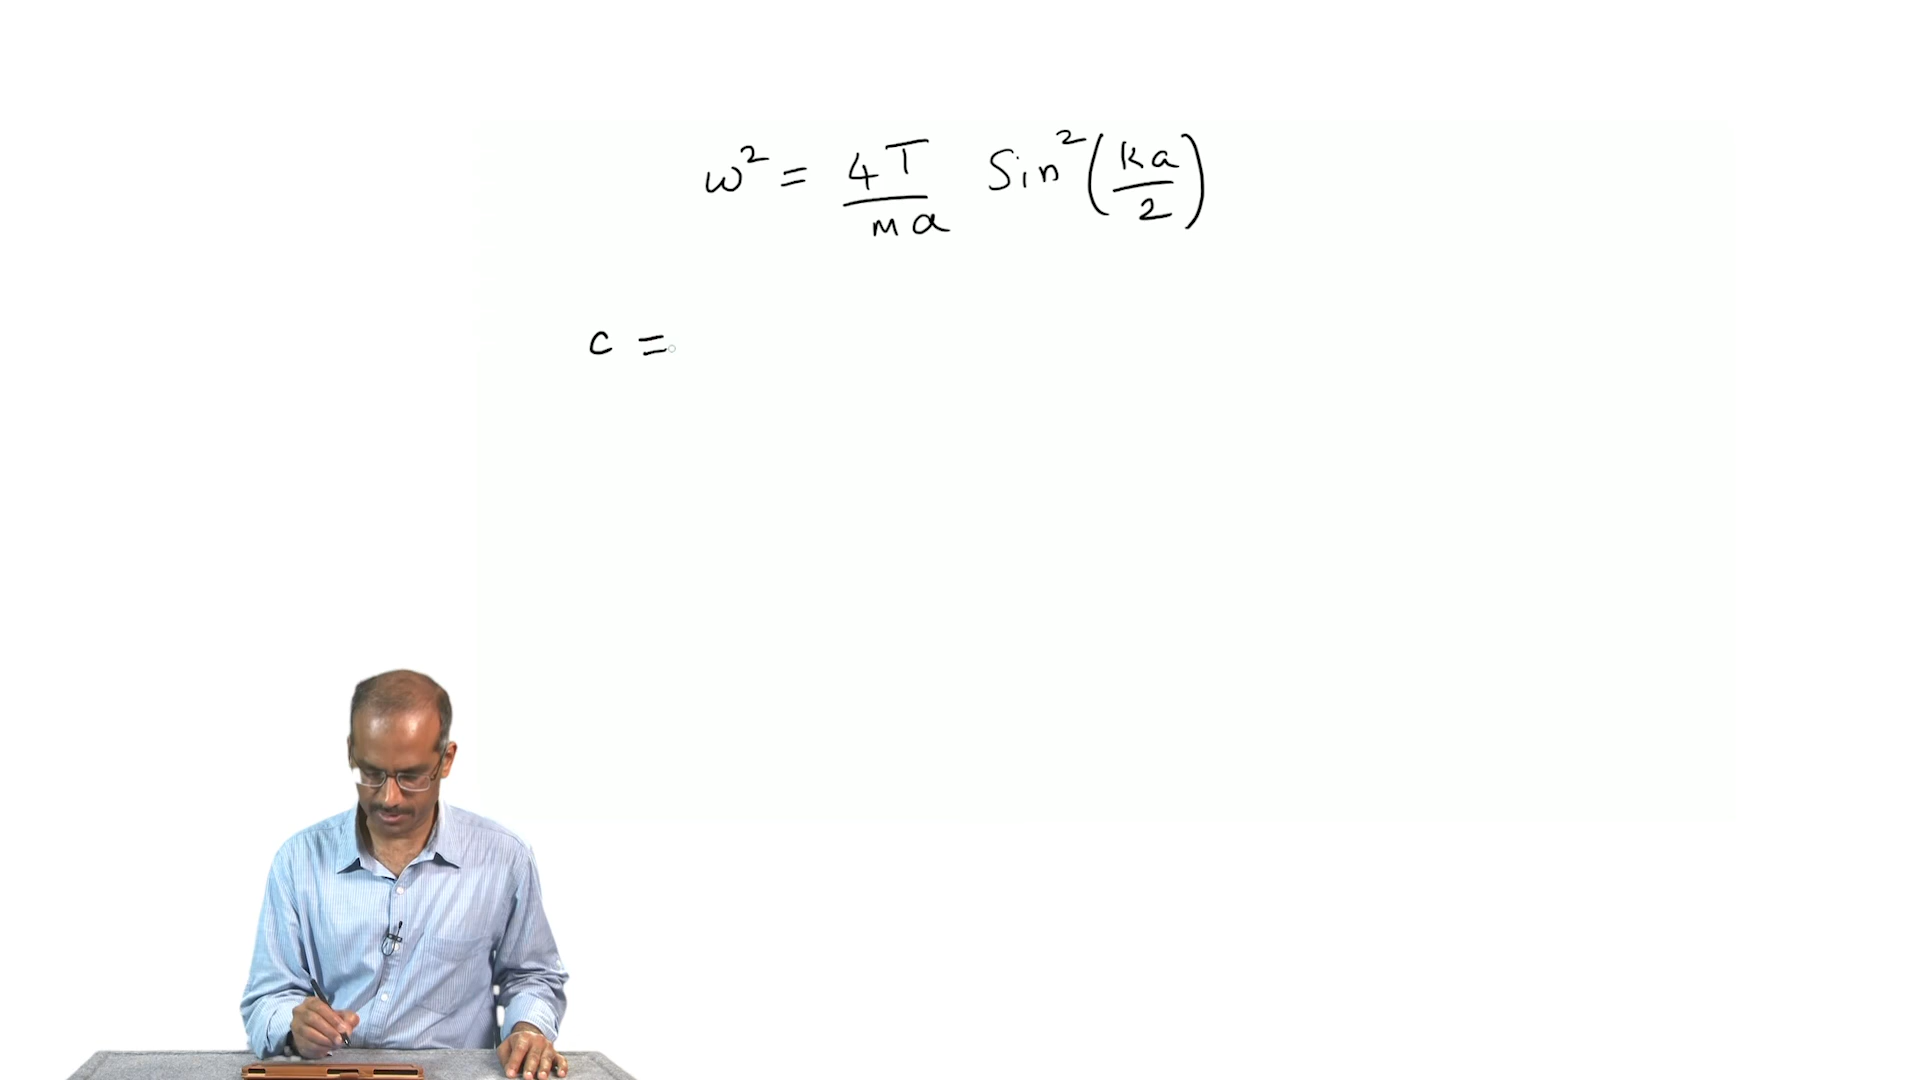 ω² = 4T/ma Sin²(ka/2)
c =